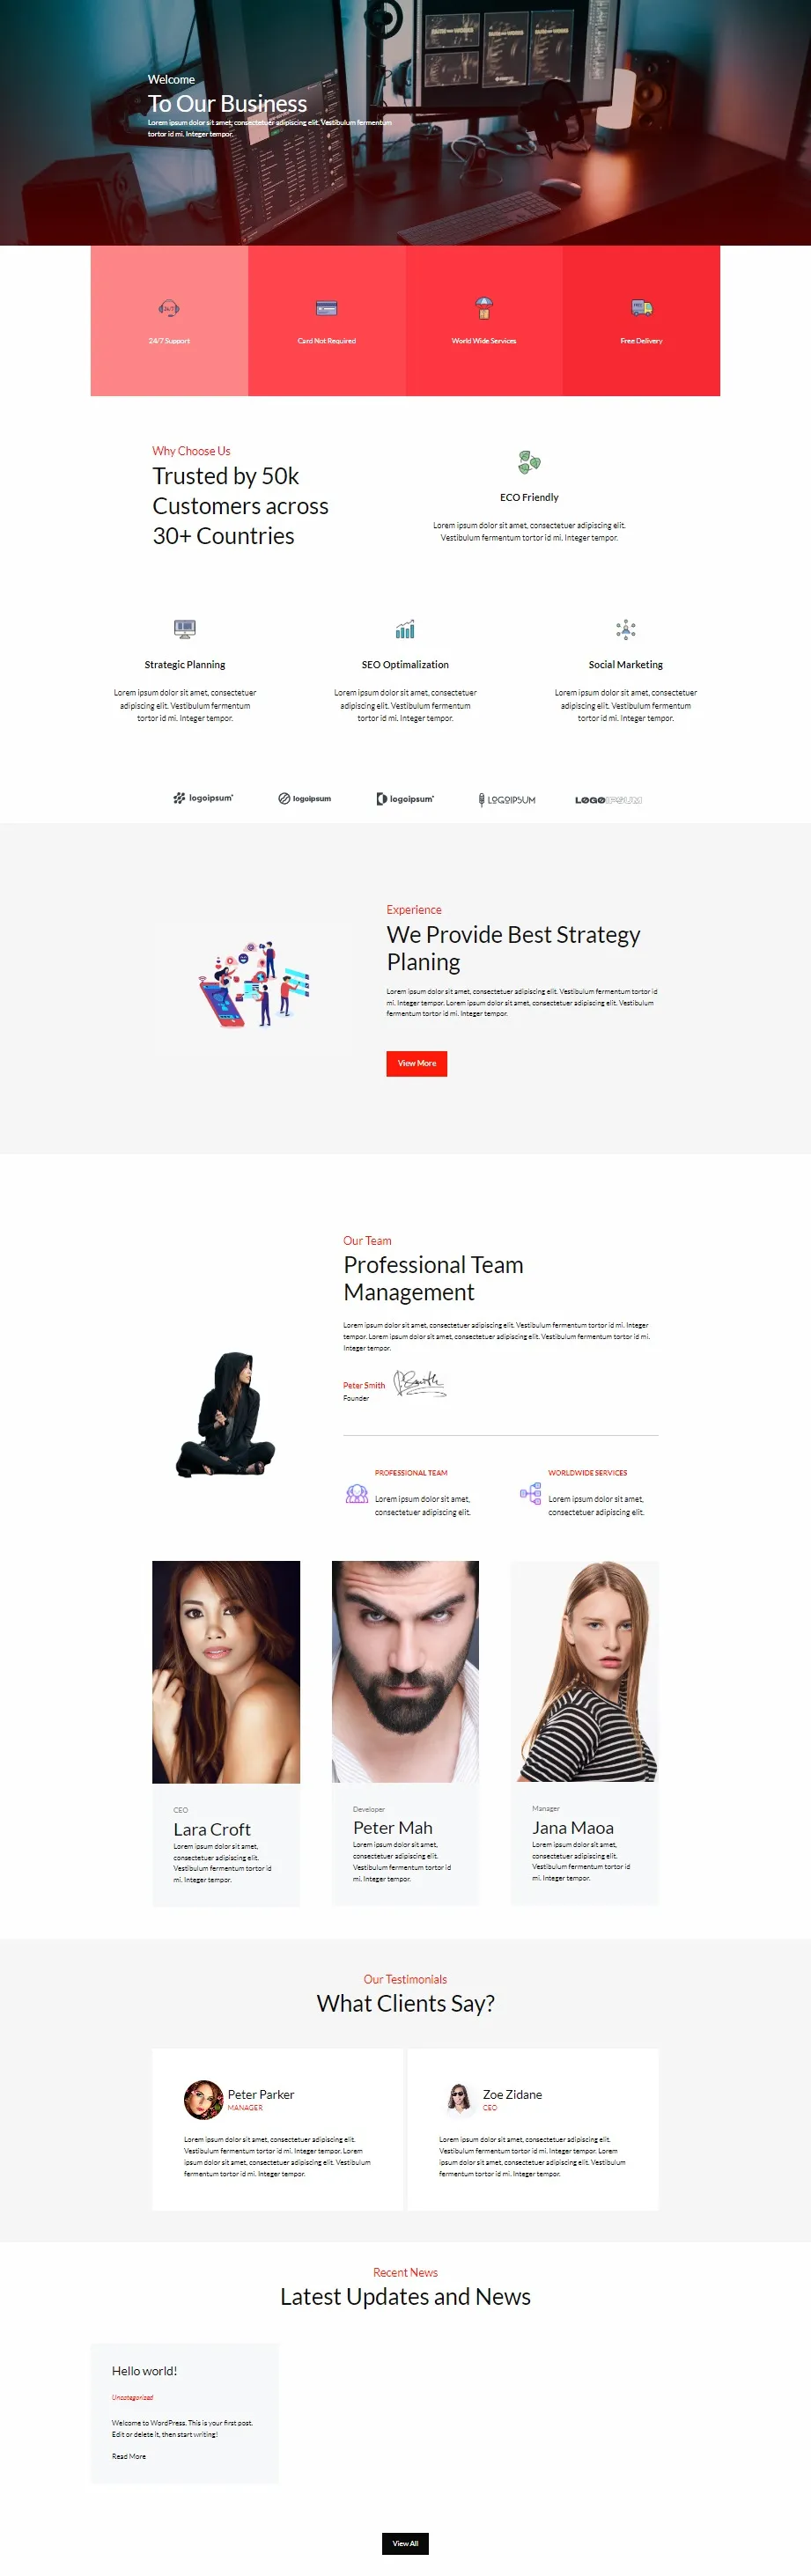 Welcome
To Our Business
Lorem ipsum dolor sit amet, consectetuer adipiscing elit. Vestibulum fermentum
tortor id mi. Integer tempor.
24/7 Support
Card Not Required
World Wide Services
Free Delivery
Why Choose Us
Trusted by 50k
Customers across
30+ Countries
ECO Friendly
Lorem ipsum dolor sit amet, consectetuer adipiscing elit.
Vestibulum fermentum tortor id mi. Integer tempor.
Strategic Planning
Lorem ipsum dolor sit amet, consectetuer
adipiscing elit. Vestibulum fermentum
tortor id mi. Integer tempor.
SEO Optimalization
Lorem ipsum dolor sit amet, consectetuer
adipiscing elit. Vestibulum fermentum
tortor id mi. Integer tempor.
Social Marketing
Lorem ipsum dolor sit amet, consectetuer
adipiscing elit. Vestibulum fermentum
tortor id mi. Integer tempor.
logoipsum
logoipsum
logoipsum
LOGOIPSUM
LOGOIPSUM
Experience
We Provide Best Strategy
Planing
Lorem ipsum dolor sit amet, consectetuer adipiscing elit. Vestibulum fermentum tortor id
mi. Integer tempor. Lorem ipsum dolor sit amet, consectetuer adipiscing elit. Vestibulum
fermentum tortor id mi. Integer tempor.
View More
Our Team
Professional Team
Management
Lorem ipsum dolor sit amet, consectetuer adipiscing elit. Vestibulum fermentum tortor id mi. Integer
tempor. Lorem ipsum dolor sit amet, consectetuer adipiscing elit. Vestibulum fermentum tortor id mi.
Integer tempor.
Peter Smith
Founder
PROFESSIONAL TEAM
Lorem ipsum dolor sit amet,
consectetuer adipiscing elit.
WORLDWIDE SERVICES
Lorem ipsum dolor sit amet,
consectetuer adipiscing elit.
CEO
Lara Croft
Lorem ipsum dolor sit amet,
consectetuer adipiscing elit.
Vestibulum fermentum tortor id
mi. Integer tempor.
Developer
Peter Mah
Lorem ipsum dolor sit amet,
consectetuer adipiscing elit.
Vestibulum fermentum tortor id
mi. Integer tempor.
Manager
Jana Maoa
Lorem ipsum dolor sit amet,
consectetuer adipiscing elit.
Vestibulum fermentum tortor id
mi. Integer tempor.
Our Testimonials
What Clients Say?
Peter Parker
MANAGER
Lorem ipsum dolor sit amet, consectetuer adipiscing elit.
Vestibulum fermentum tortor id mi. Integer tempor. Lorem
ipsum dolor sit amet, consectetuer adipiscing elit. Vestibulum
fermentum tortor id mi. Integer tempor.
Zoe Zidane
CEO
Lorem ipsum dolor sit amet, consectetuer adipiscing elit.
Vestibulum fermentum tortor id mi. Integer tempor. Lorem
ipsum dolor sit amet, consectetuer adipiscing elit. Vestibulum
fermentum tortor id mi. Integer tempor.
Recent News
Latest Updates and News
Hello world!
Uncategorized
Welcome to WordPress. This is your first post.
Edit or delete it, then start writing!
Read More
View All